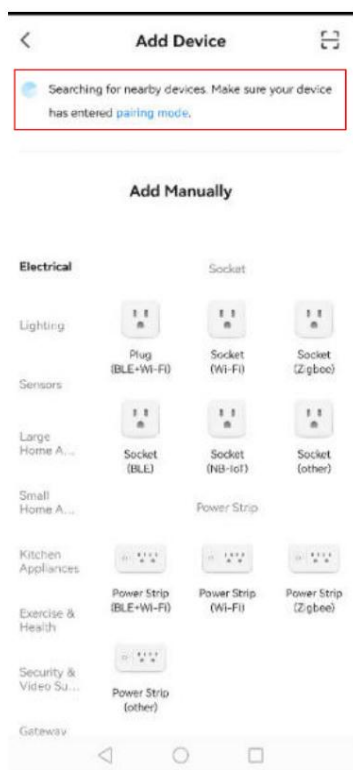 Add Device
Searching for nearby devices. Make sure your device
has entered pairing mode.
Add Manually
Electrical
Socket
Lighting
Plug
(BLE+Wi-Fi)
Socket
(Wi-Fi)
Socket
(Zigbee)
Sensors
Large
Home A...
Socket
(BLE)
Socket
(NB-IoT)
Socket
(other)
Small
Home A...
Power Strip
Kitchen
Appliances
Power Strip
(BLE+Wi-Fi)
Power Strip
(Wi-Fi)
Power Strip
(Zigbee)
Exercise &
Health
Security &
Video Su...
Power Strip
(other)
Gateway